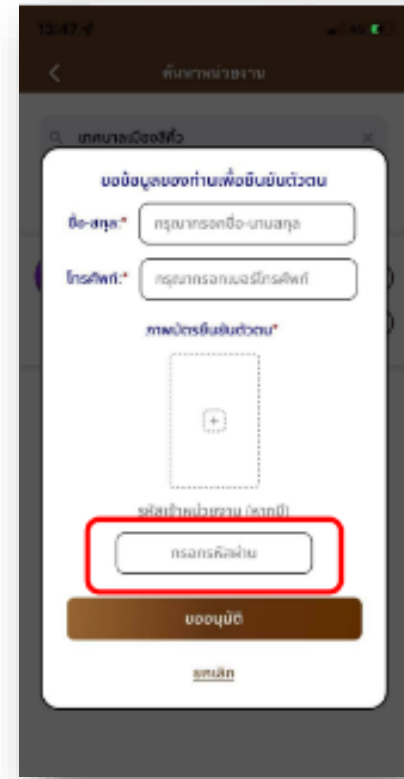 13:47
ค้นหาหน่วยงาน
เทศบาลเมืองสีคิ้ว
ขอข้อมูลของท่านเพื่อยืนยันตัวตน
ชื่อ-สกุล:*
กรุณากรอกชื่อ-นามสกุล
โทรศัพท์:*
กรุณากรอกเบอร์โทรศัพท์
ภาพบัตรยืนยันตัวตน*
รหัสเข้าหน่วยงาน (หากมี)
กรอกรหัสผ่าน
ขออนุมัติ
ยกเลิก